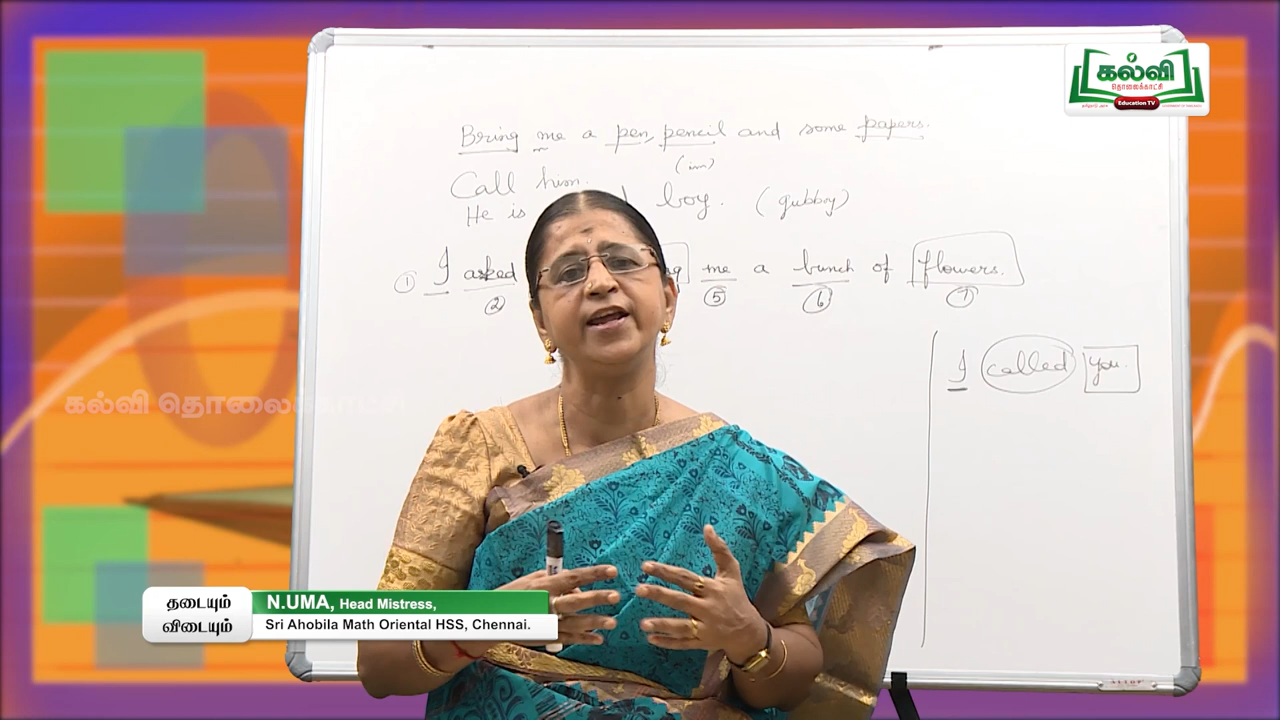 கல்வி
தொலைக்காட்சி
Education TV
Bring me a pen, pencil and some papers.
(im)
Call him.
He is boy. (gubboy)
① I asked me a bunch of flowers.
② ⑤ ⑥ ⑦
I called you.
கல்வி
தடையும்
விடையும்
N.UMA, Head Mistress,
Sri Ahobila Math Oriental HSS, Chennai.